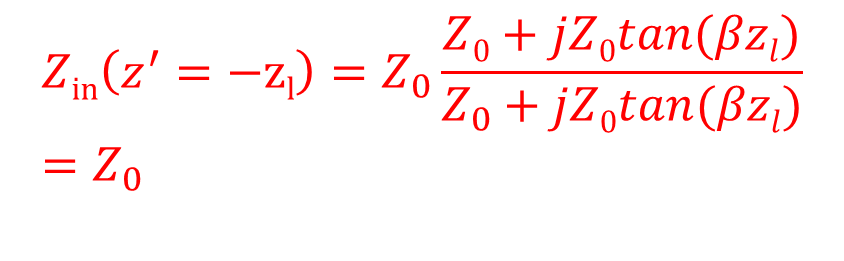 Z_in(z′ = −z_l) = Z_0 (Z_0 + jZ_0tan(βz_l))/(Z_0 + jZ_0tan(βz_l))
= Z_0